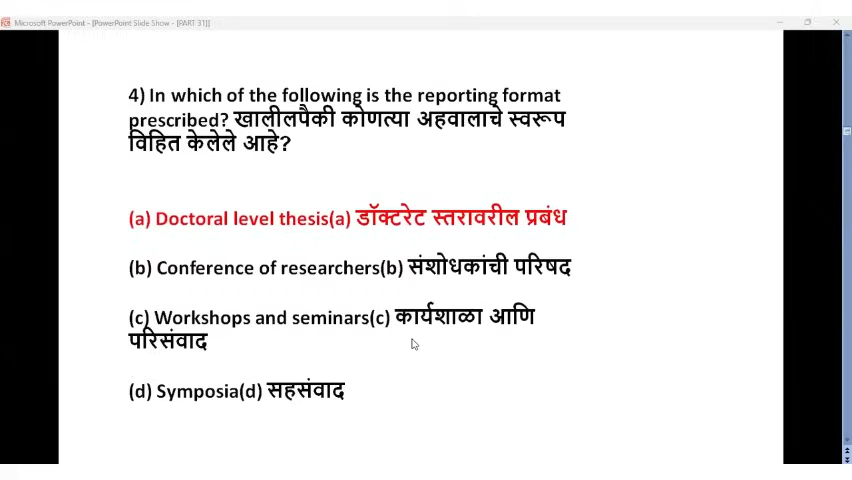 Microsoft PowerPoint - [PowerPoint Slide Show - [PART 31]]
4) In which of the following is the reporting format
prescribed? खालीलपैकी कोणत्या अहवालाचे स्वरूप
विहित केलेले आहे?
(a) Doctoral level thesis(a) डॉक्टरेट स्तरावरील प्रबंध
(b) Conference of researchers(b) संशोधकांची परिषद
(c) Workshops and seminars(c) कार्यशाळा आणि
परिसंवाद
(d) Symposia(d) सहसंवाद